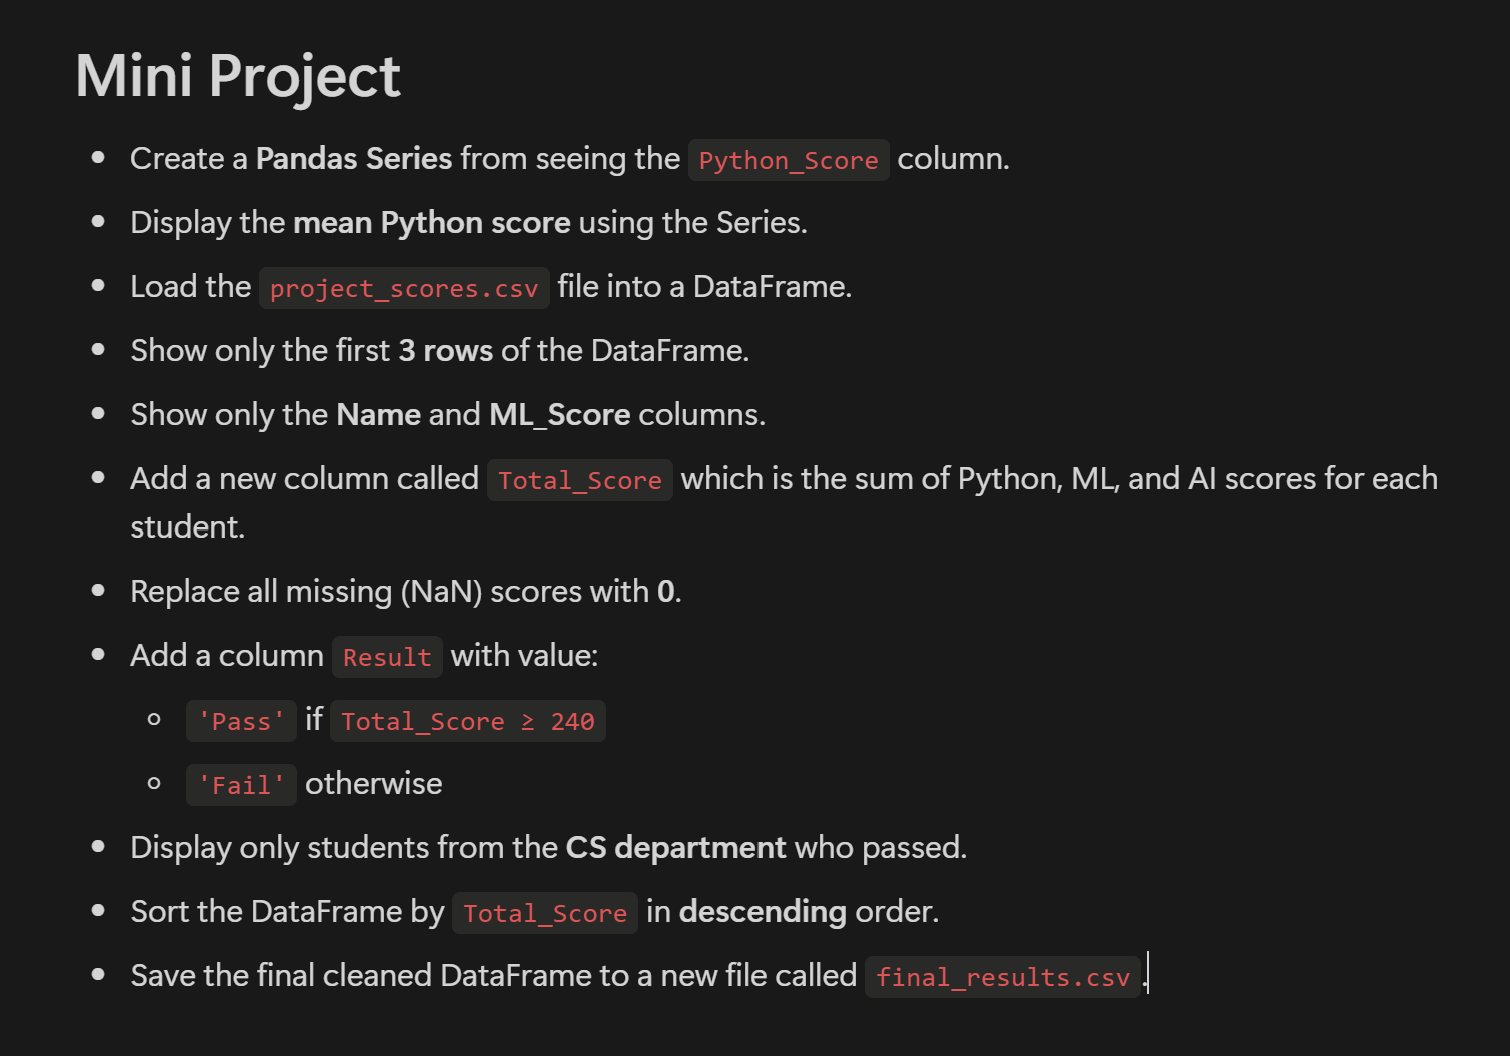 Mini Project
Create a Pandas Series from seeing the Python_Score column.
Display the mean Python score using the Series.
Load the project_scores.csv file into a DataFrame.
Show only the first 3 rows of the DataFrame.
Show only the Name and ML_Score columns.
Add a new column called Total_Score which is the sum of Python, ML, and AI scores for each
student.
Replace all missing (NaN) scores with 0.
Add a column Result with value:
'Pass' if Total_Score ≥ 240
'Fail' otherwise
Display only students from the CS department who passed.
Sort the DataFrame by Total_Score in descending order.
Save the final cleaned DataFrame to a new file called final_results.csv.